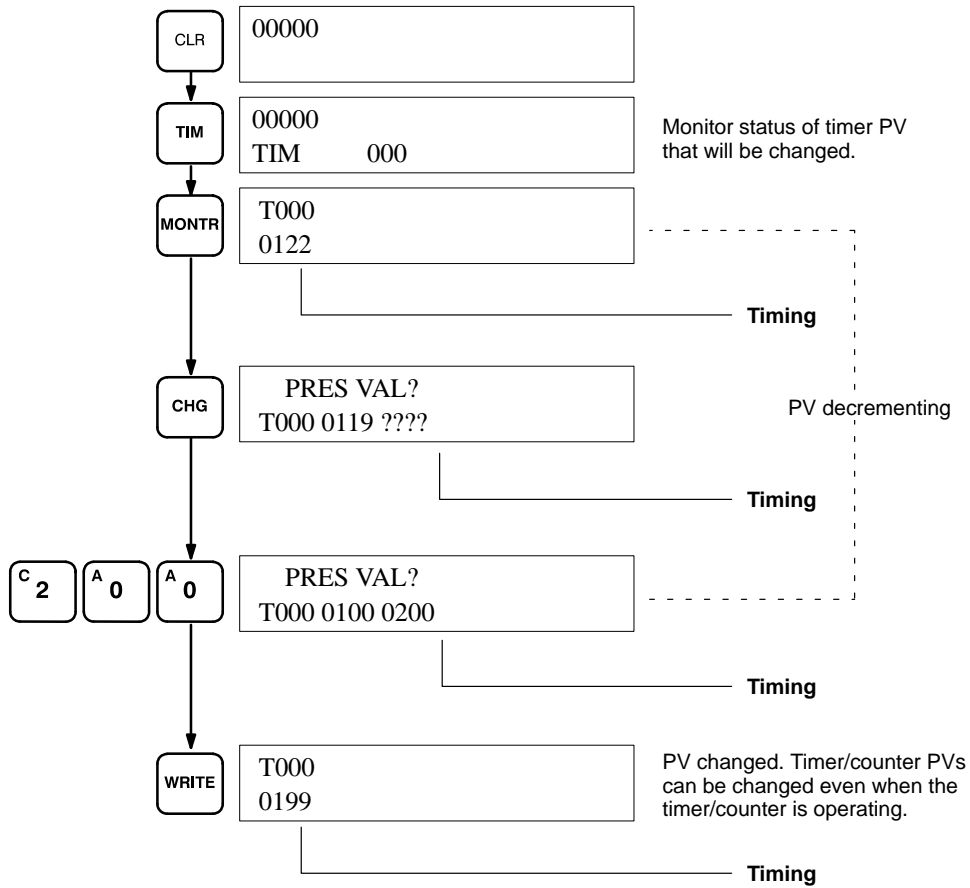 CLR
00000
TIM
00000
TIM 000
Monitor status of timer PV
that will be changed.
MONTR
T000
0122
Timing
CHG
PRES VAL?
T000 0119 ????
PV decrementing
Timing
C 2 A 0 A 0
PRES VAL?
T000 0100 0200
Timing
WRITE
T000
0199
PV changed. Timer/counter PVs
can be changed even when the
timer/counter is operating.
Timing